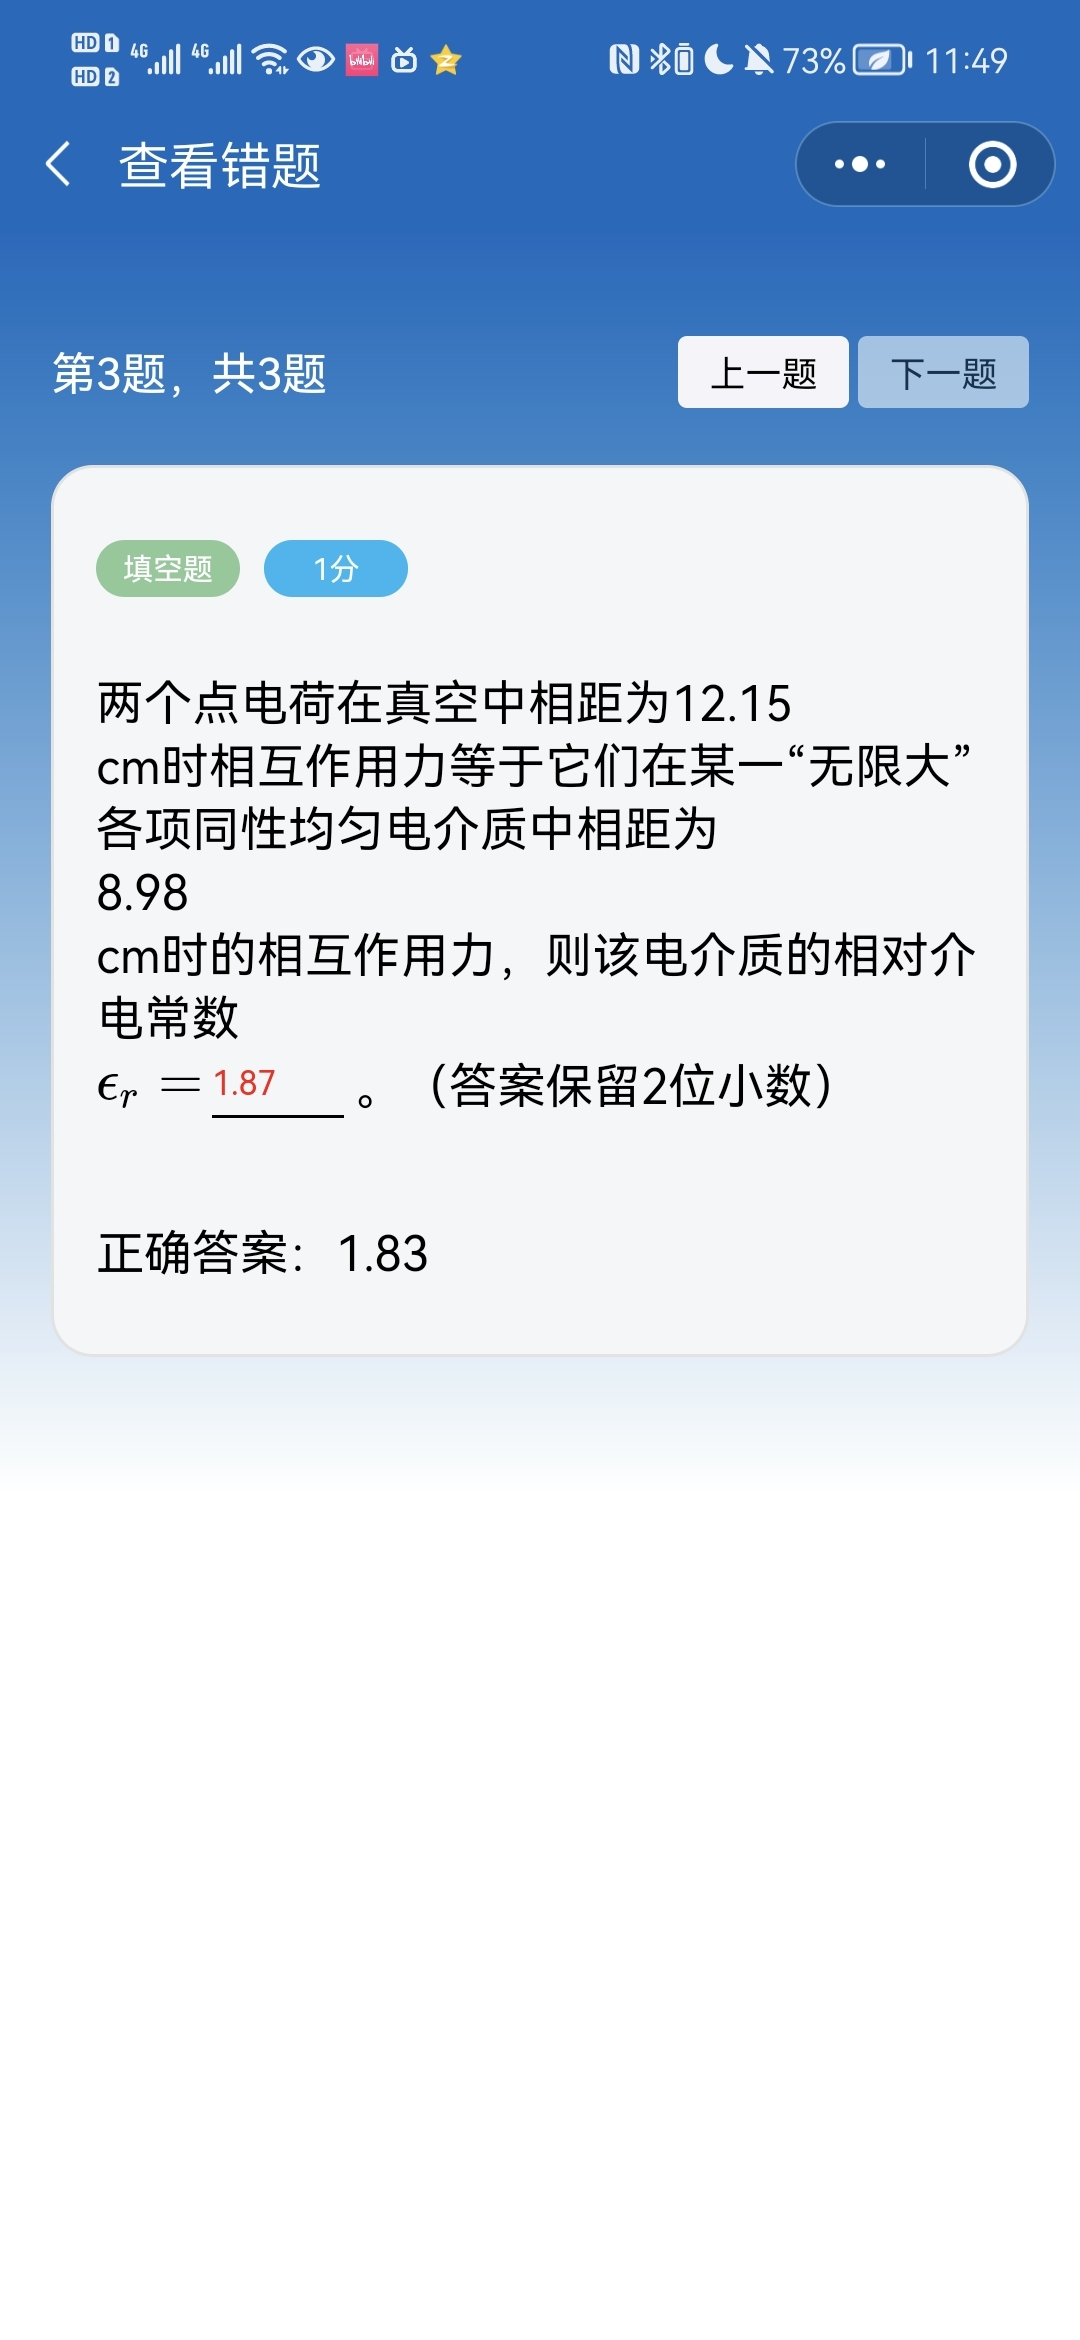 HD 1 4G 4G bilibili Z 73% 11:49
HD 2
查看错题
第3题，共3题 上一题 下一题
填空题 1分
两个点电荷在真空中相距为12.15
cm时相互作用力等于它们在某一“无限大”
各项同性均匀电介质中相距为
8.98
cm时的相互作用力，则该电介质的相对介
电常数
ϵr = 1.87 。（答案保留2位小数）
正确答案：1.83